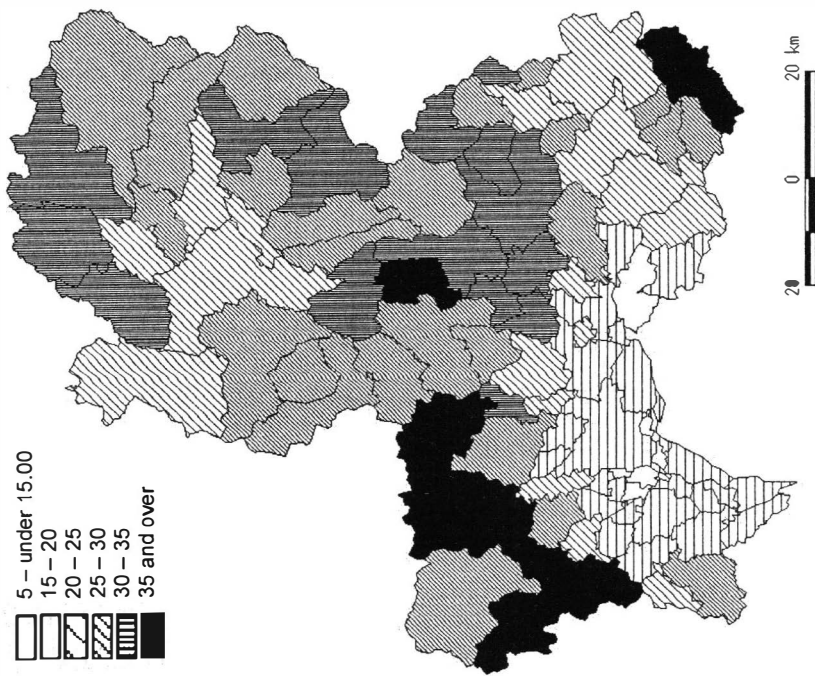 5 – under 15.00
15 – 20
20 – 25
25 – 30
30 – 35
35 and over
20 0 20 km